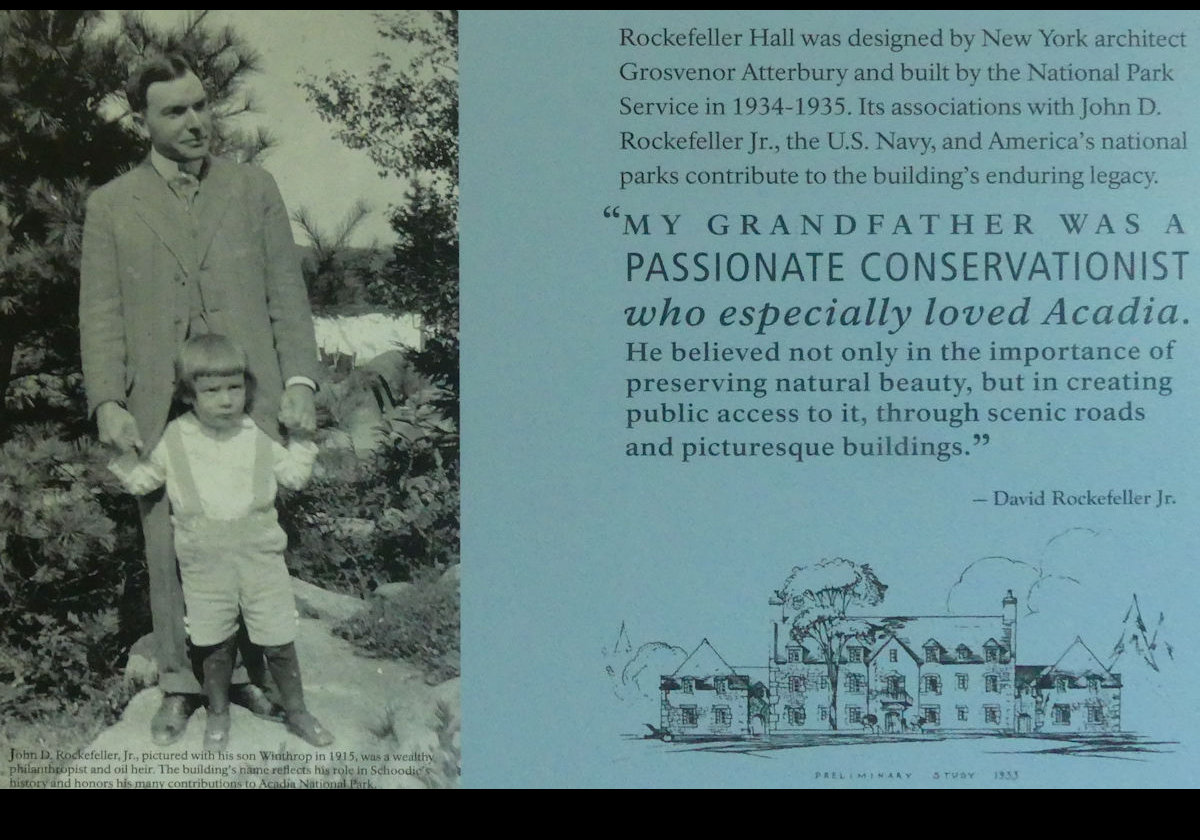 Rockefeller Hall was designed by New York architect
Grosvenor Atterbury and built by the National Park
Service in 1934-1935. Its associations with John D.
Rockefeller Jr., the U.S. Navy, and America's national
parks contribute to the building's enduring legacy.
“MY GRANDFATHER WAS A
PASSIONATE CONSERVATIONIST
who especially loved Acadia.
He believed not only in the importance of
preserving natural beauty, but in creating
public access to it, through scenic roads
and picturesque buildings.”
– David Rockefeller Jr.
PRELIMINARY STUDY 1933
John D. Rockefeller, Jr., pictured with his son Winthrop in 1915, was a wealthy
philanthropist and oil heir. The building's name reflects his role in Schoodic's
history and honors his many contributions to Acadia National Park.